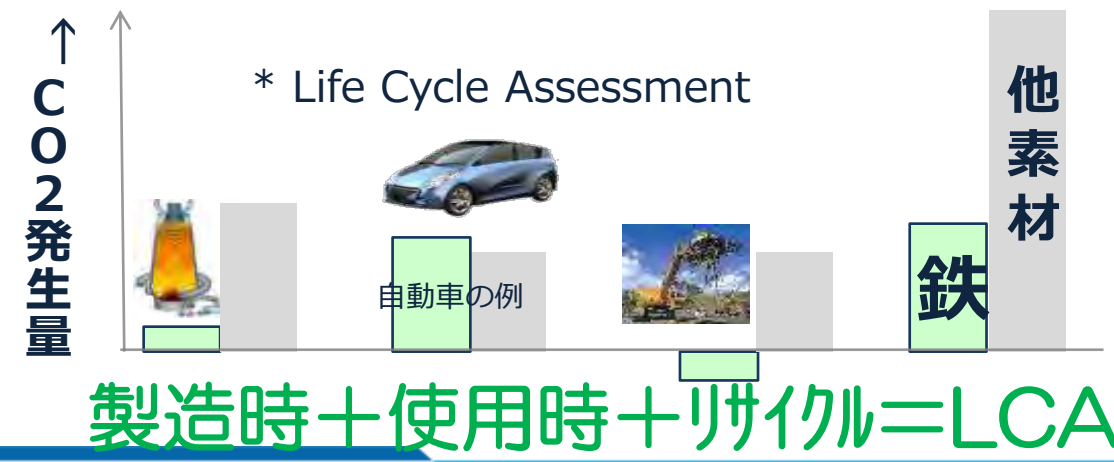 ↑CO2発生量
* Life Cycle Assessment
自動車の例
鉄
他素材
製造時＋使用時＋ﾘｻｲｸﾙ＝LCA